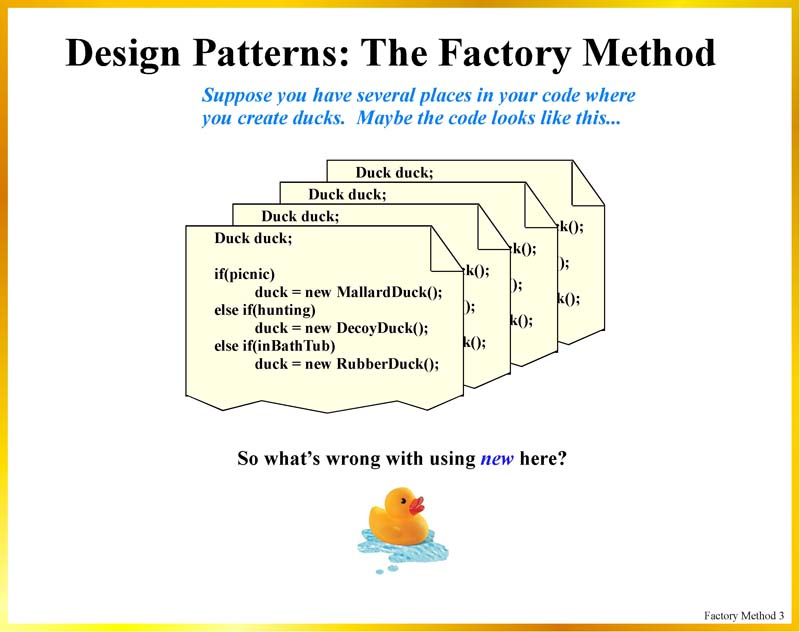 Design Patterns: The Factory Method
Suppose you have several places in your code where
you create ducks.  Maybe the code looks like this...
Duck duck;
Duck duck;
Duck duck;
Duck duck;
if(picnic)
duck = new MallardDuck();
else if(hunting)
duck = new DecoyDuck();
else if(inBathTub)
duck = new RubberDuck();
k();
);
k();
k();
);
k();
k();
);
k();
So what’s wrong with using new here?
Factory Method 3